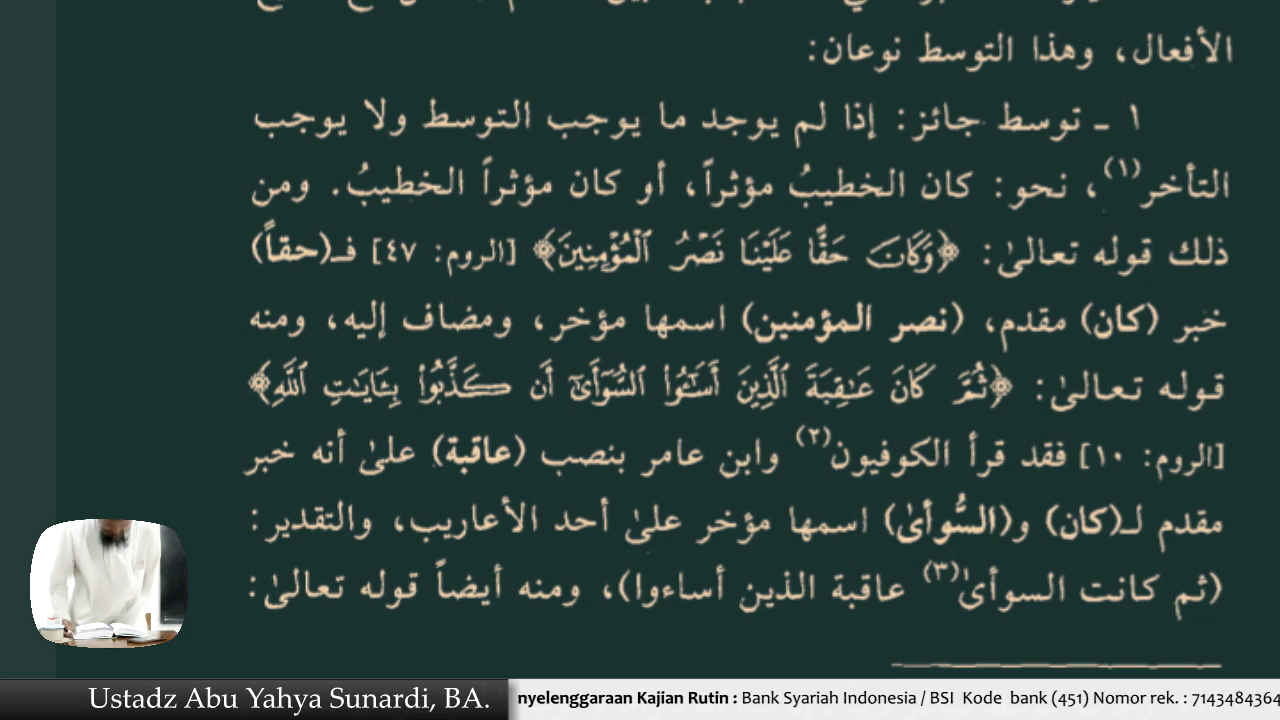 الأفعال، وهذا التوسط نوعان:
١ ـ توسط جائز: إذا لم يوجد ما يوجب التوسط ولا يوجب
التأخر(١)، نحو: كان الخطيبُ مؤثراً، أو كان مؤثراً الخطيبُ. ومن
ذلك قوله تعالىٰ: ﴿وَكَانَ حَقًّا عَلَيْنَا نَصْرُ ٱلْمُؤْمِنِينَ﴾ [الروم: ٤٧] فـ(حقاً)
خبر (كان) مقدم، (نصر المؤمنين) اسمها مؤخر، ومضاف إليه، ومنه
قوله تعالىٰ: ﴿ثُمَّ كَانَ عَـٰقِبَةَ ٱلَّذِينَ أَسَـٰٓـُٔوا۟ ٱلسُّوٓأَىٰٓ أَن كَذَّبُوا۟ بِـَٔايَـٰتِ ٱللَّهِ﴾
[الروم: ١٠] فقد قرأ الكوفيون(٢) وابن عامر بنصب (عاقبة) علىٰ أنه خبر
مقدم لـ(كان) و(السُّوأىٰ) اسمها مؤخر علىٰ أحد الأعاريب، والتقدير:
(ثم كانت السوأىٰ(٣) عاقبة الذين أساءوا)، ومنه أيضاً قوله تعالىٰ:
Ustadz Abu Yahya Sunardi, BA.
nyelenggaraan Kajian Rutin : Bank Syariah Indonesia / BSI Kode bank (451) Nomor rek. : 7143484364